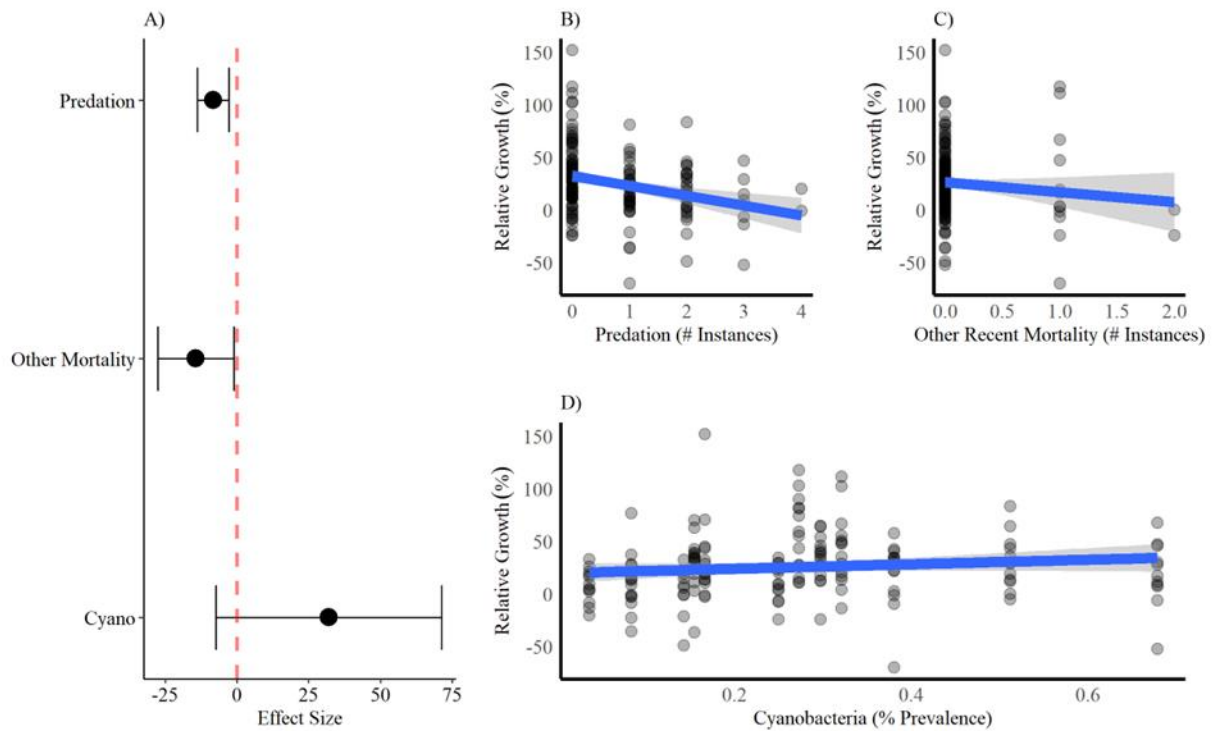 A)
Predation
Other Mortality
Cyano
-25 0 25 50 75
Effect Size
B)
Relative Growth (%)
150
100
50
0
-50
0 1 2 3 4
Predation (# Instances)
C)
Relative Growth (%)
150
100
50
0
-50
0.0 0.5 1.0 1.5 2.0
Other Recent Mortality (# Instances)
D)
Relative Growth (%)
150
100
50
0
-50
0.2 0.4 0.6
Cyanobacteria (% Prevalence)